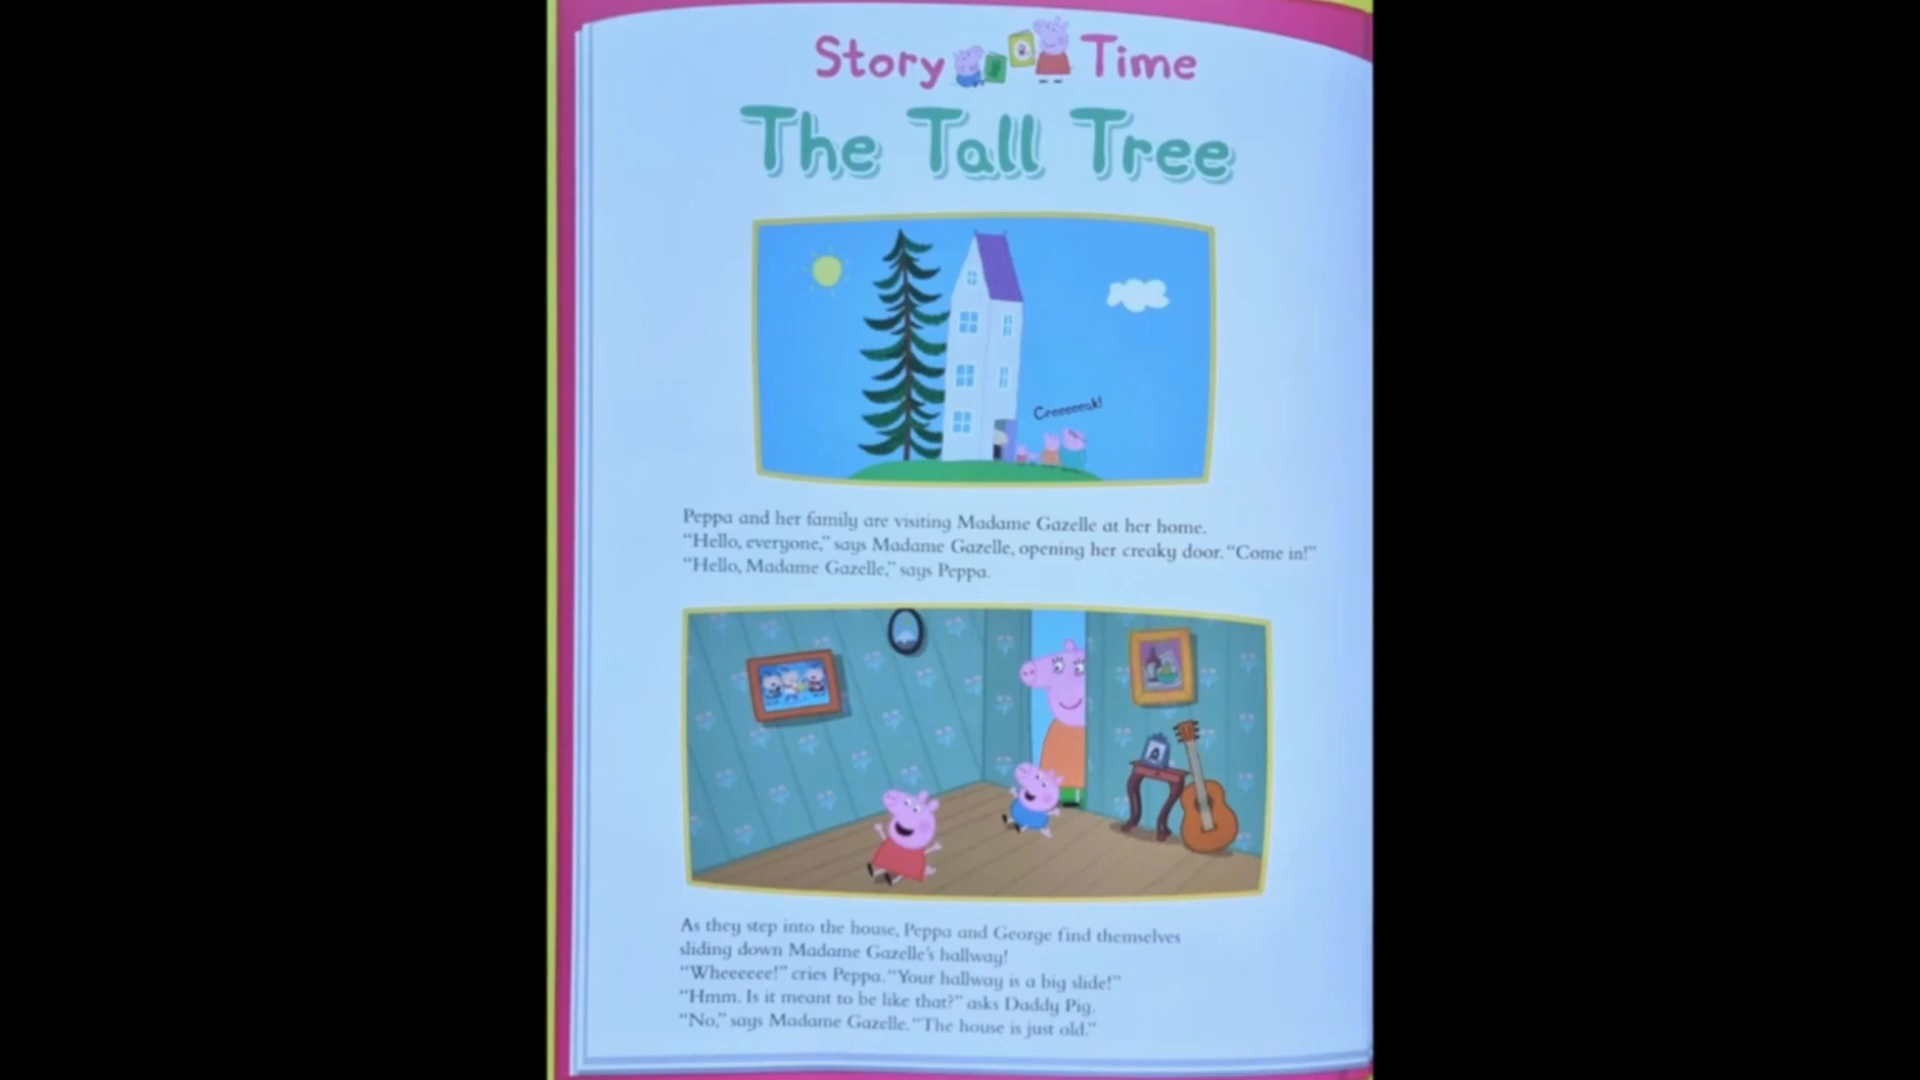 Story Time
The Tall Tree
Creeeeeak!
Peppa and her family are visiting Madame Gazelle at her home.
“Hello, everyone,” says Madame Gazelle, opening her creaky door. “Come in!”
“Hello, Madame Gazelle,” says Peppa.
As they step into the house, Peppa and George find themselves
sliding down Madame Gazelle’s hallway!
“Wheeeeee!” cries Peppa. “Your hallway is a big slide!”
“Hmm. Is it meant to be like that?” asks Daddy Pig.
“No,” says Madame Gazelle. “The house is just old.”